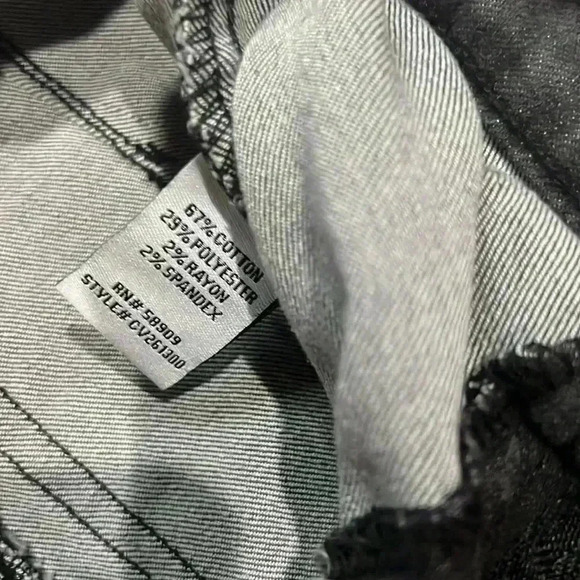 67% COTTON
29% POLYESTER
2% RAYON
2% SPANDEX
RN# 58909
STYLE# CV261300